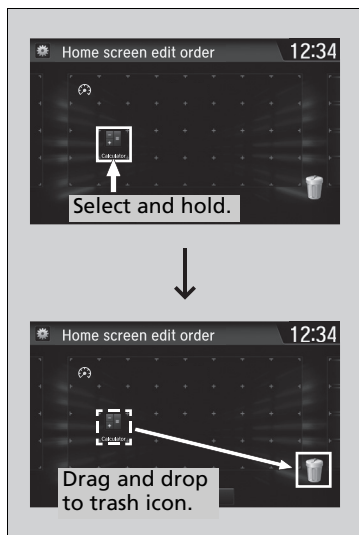 Home screen edit order 12:34
Calculator
Select and hold.
Home screen edit order 12:34
Calculator
Drag and drop
to trash icon.